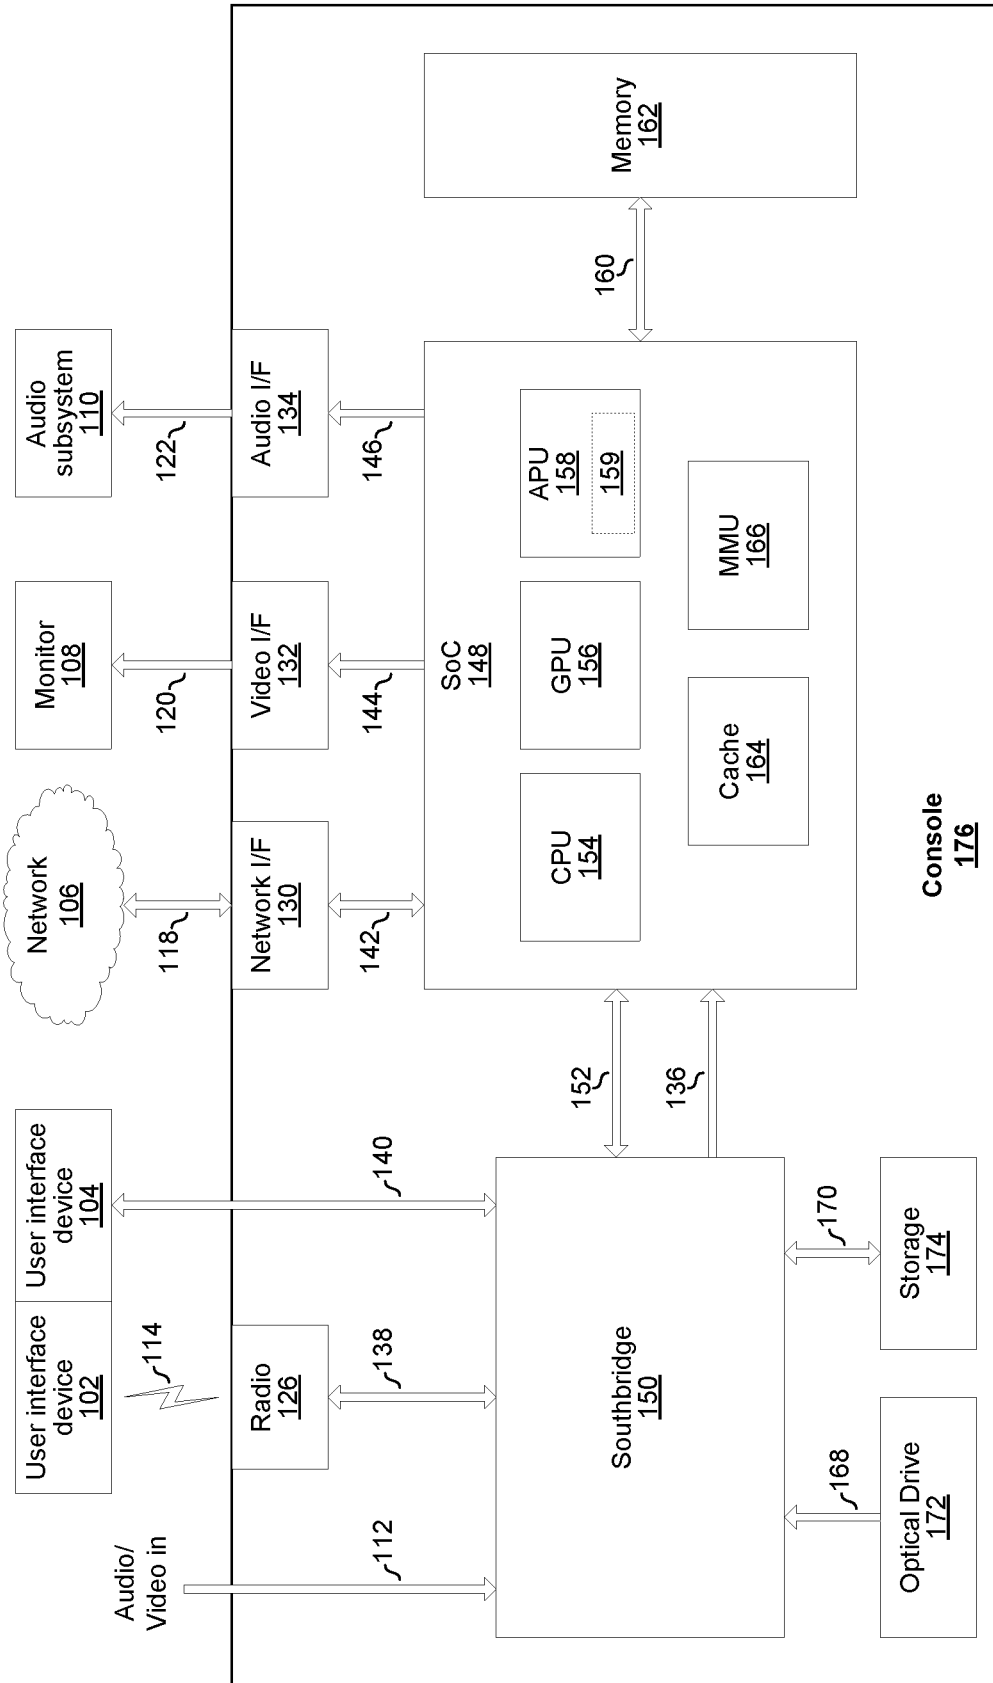 Audio/
Video in
User interface
device
102
User interface
device
104
Network
106
Monitor
108
Audio
subsystem
110
114
118
120
122
Radio
126
Network I/F
130
Video I/F
132
Audio I/F
134
112
138
140
142
144
146
SoC
148
CPU
154
GPU
156
APU
158
159
Cache
164
MMU
166
152
136
160
Memory
162
Southbridge
150
168
170
Optical Drive
172
Storage
174
Console
176